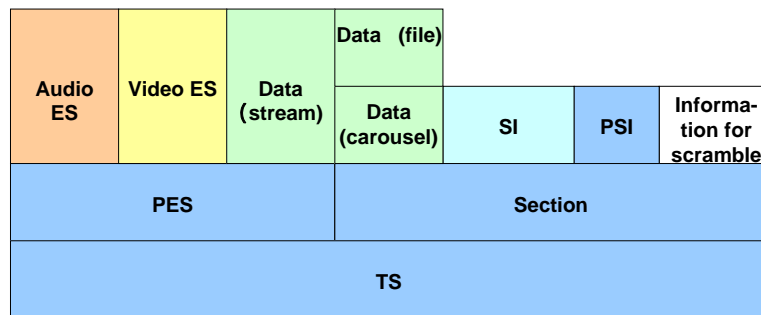 Data (file)
Audio
ES
Video ES
Data
(stream)
Data
(carousel)
SI
PSI
Informa-
tion for
scramble
PES
Section
TS